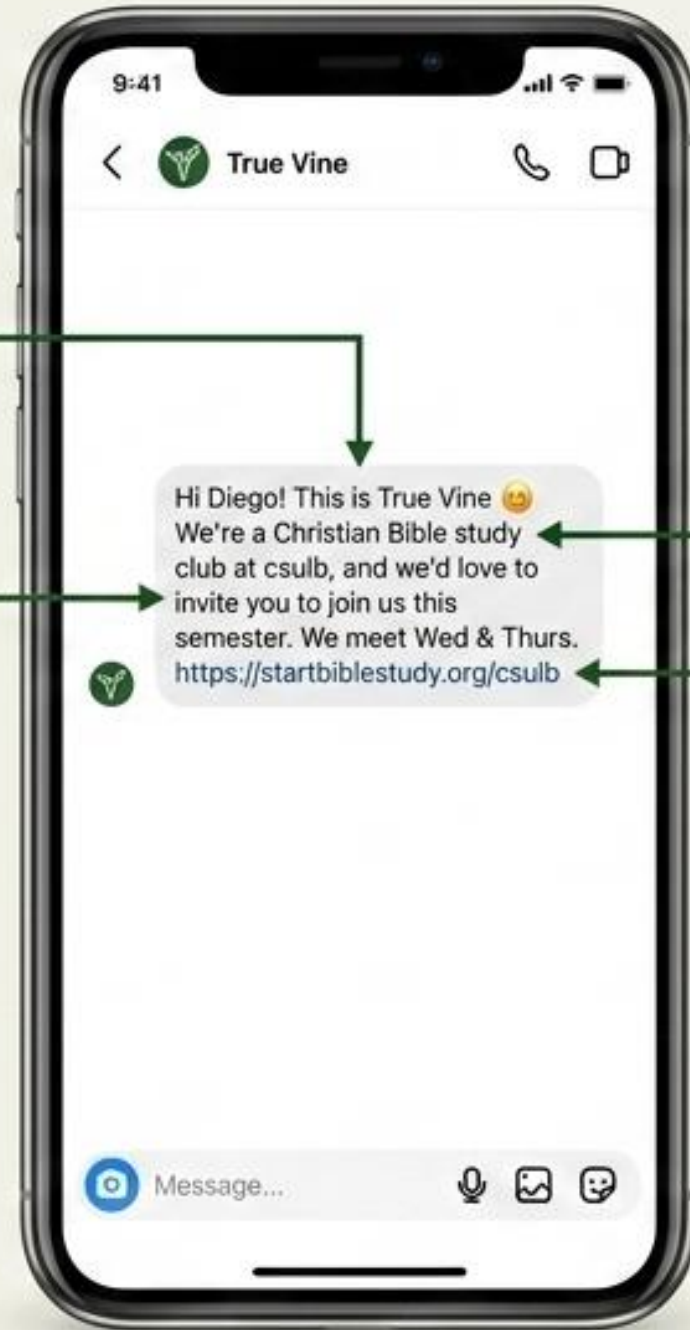 9:41
True Vine
Hi Diego! This is True Vine 😊
We're a Christian Bible study
club at csulb, and we'd love to
invite you to join us this
semester. We meet Wed & Thurs.
https://startbiblestudy.org/csulb
Message...